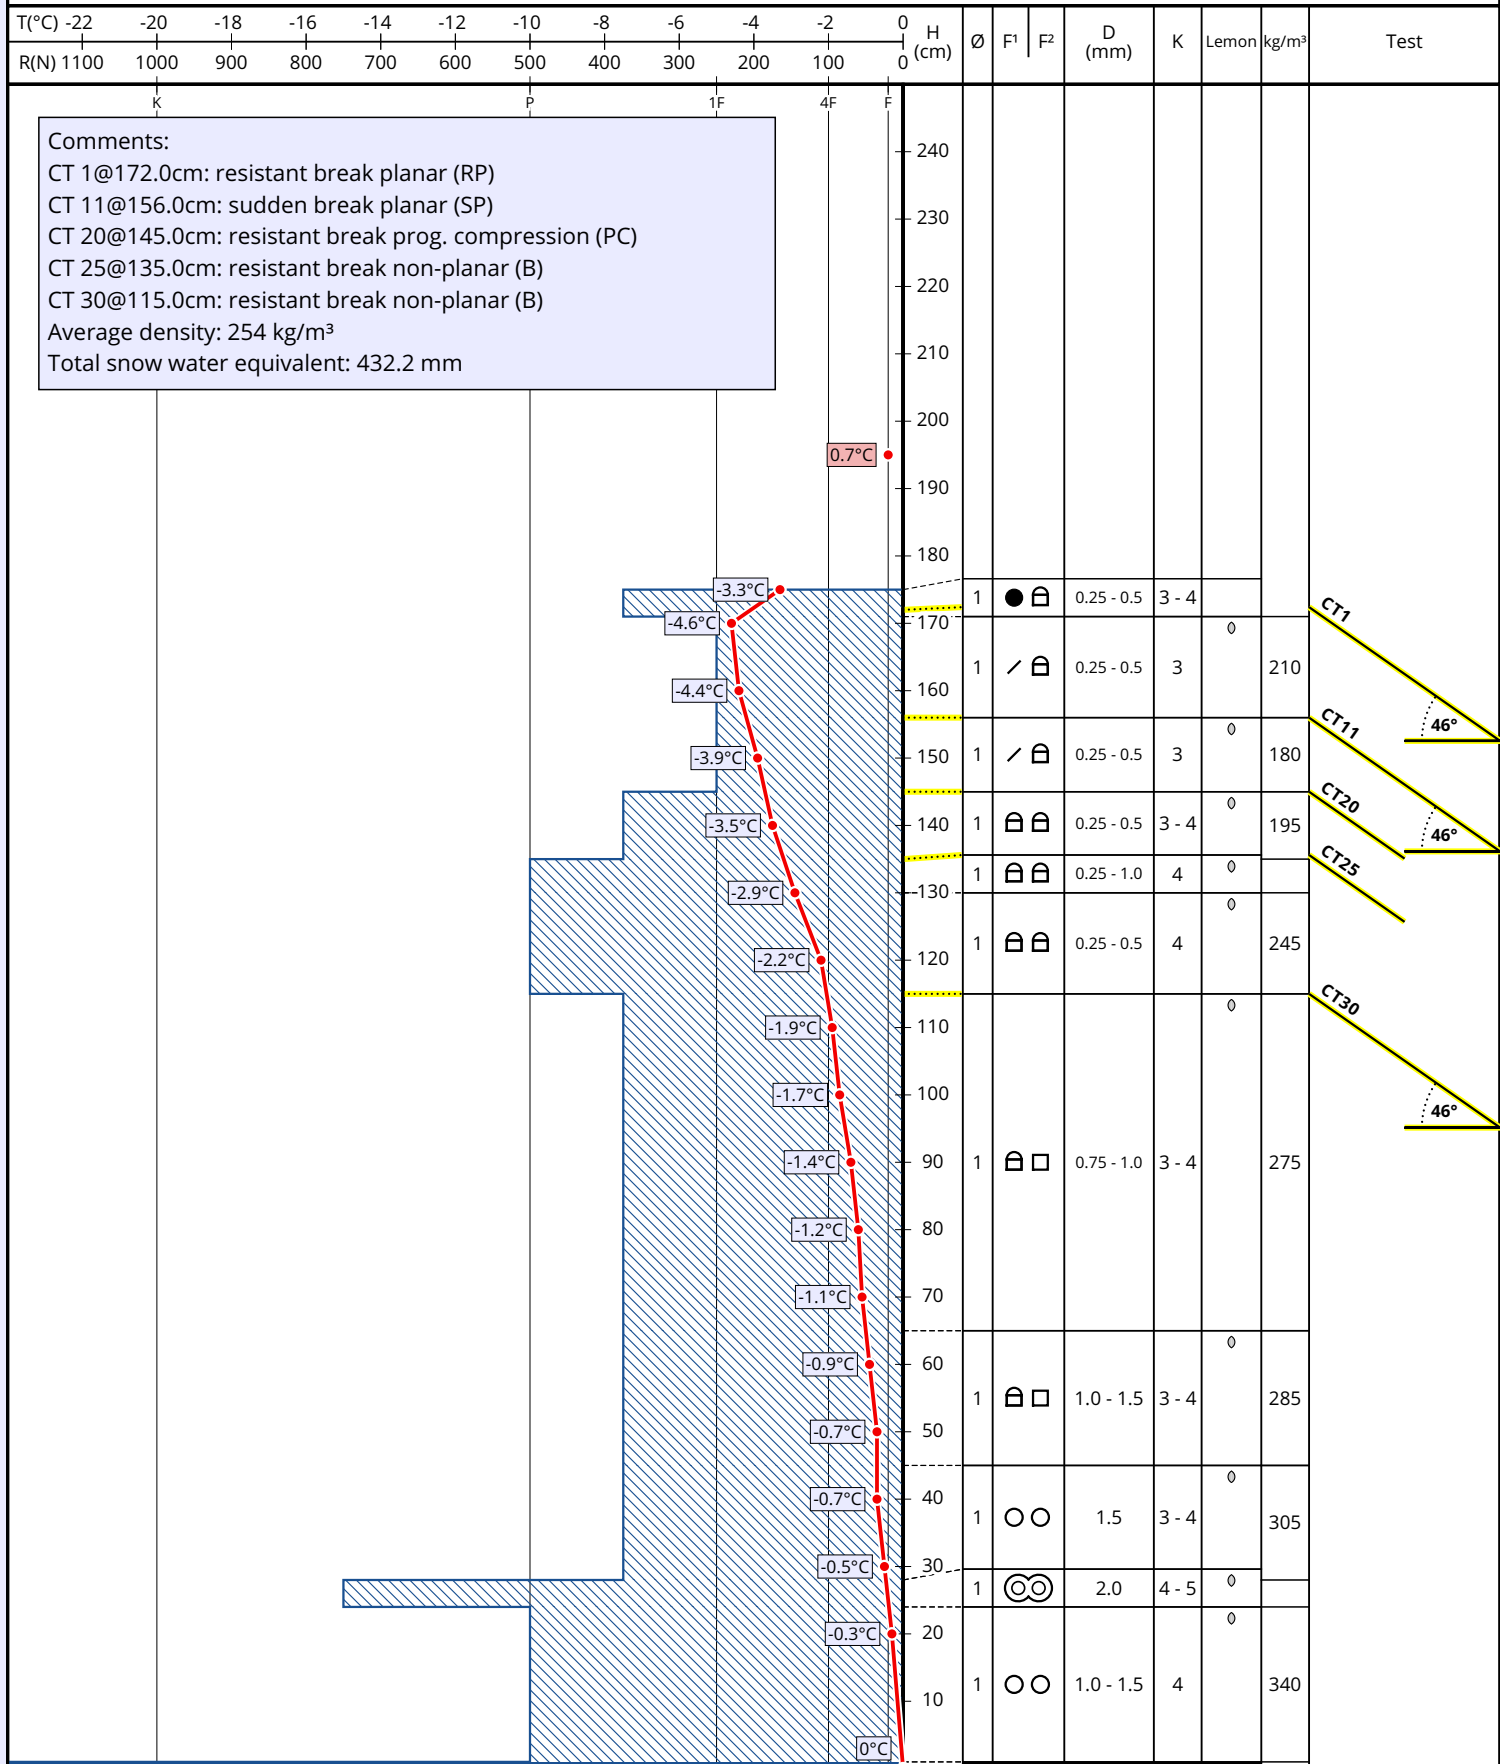 T(°C) -22 -20 -18 -16 -14 -12 -10 -8 -6 -4 -2 0
R(N) 1100 1000 900 800 700 600 500 400 300 200 100 0
H (cm) Ø F¹ F² D (mm) K Lemon kg/m³ Test
K P 1F 4F F
Comments:
CT 1@172.0cm: resistant break planar (RP)
CT 11@156.0cm: sudden break planar (SP)
CT 20@145.0cm: resistant break prog. compression (PC)
CT 25@135.0cm: resistant break non-planar (B)
CT 30@115.0cm: resistant break non-planar (B)
Average density: 254 kg/m³
Total snow water equivalent: 432.2 mm
240
230
220
210
200
0.7°C
190
180
-3.3°C 1 0.25 - 0.5 3 - 4
CT1
-4.6°C 170
1 0.25 - 0.5 3 210
-4.4°C 160
46°
CT11
-3.9°C 150 1 0.25 - 0.5 3 180
CT20
-3.5°C 140 1 0.25 - 0.5 3 - 4 195
46°
CT25
1 0.25 - 1.0 4
-2.9°C 130
1 0.25 - 0.5 4 245
-2.2°C 120
CT30
-1.9°C 110
-1.7°C 100
46°
-1.4°C 90 1 0.75 - 1.0 3 - 4 275
-1.2°C 80
-1.1°C 70
-0.9°C 60
1 1.0 - 1.5 3 - 4 285
-0.7°C 50
-0.7°C 40
1 1.5 3 - 4 305
-0.5°C 30
1 2.0 4 - 5
-0.3°C 20
1 1.0 - 1.5 4 340
10
0°C